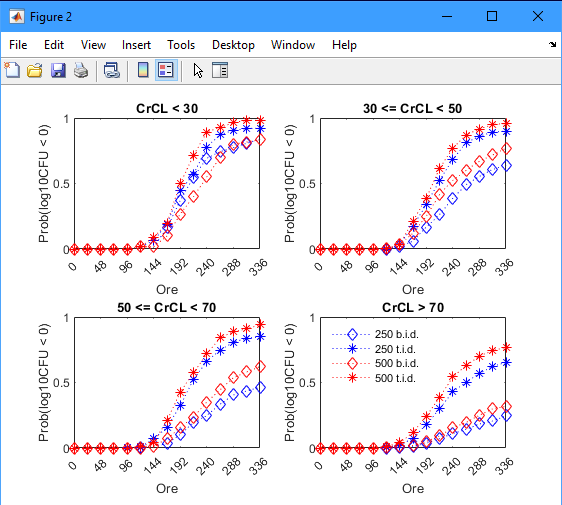 Figure 2
File Edit View Insert Tools Desktop Window Help
CrCL < 30
Prob(log10CFU < 0)
1
0.5
0
0 48 96 144 192 240 288 336
Ore
30 <= CrCL < 50
Prob(log10CFU < 0)
1
0.5
0
0 48 96 144 192 240 288 336
Ore
50 <= CrCL < 70
Prob(log10CFU < 0)
1
0.5
0
0 48 96 144 192 240 288 336
Ore
CrCL > 70
Prob(log10CFU < 0)
1
0.5
0
250 b.i.d.
250 t.i.d.
500 b.i.d.
500 t.i.d.
0 48 96 144 192 240 288 336
Ore